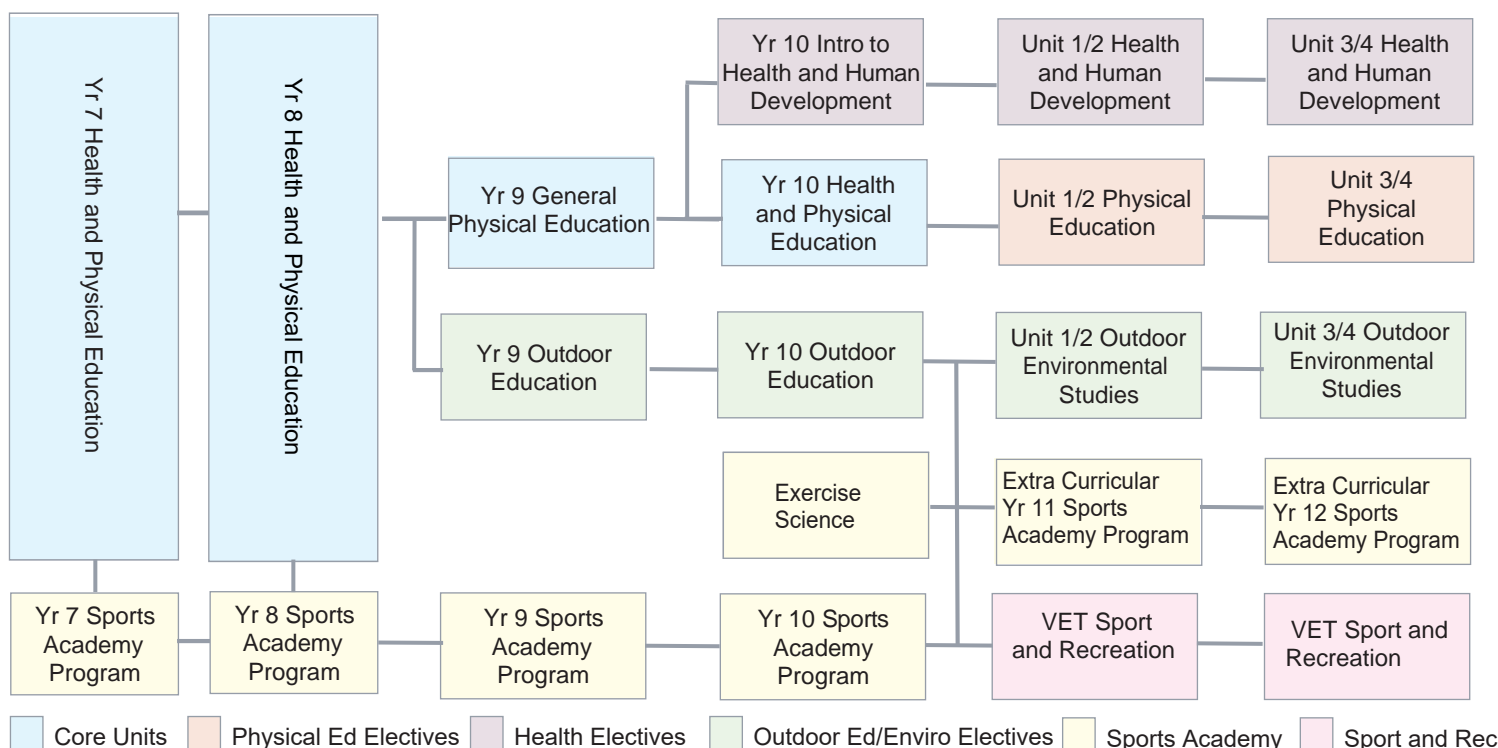 Yr 7 Health and Physical Education
Yr 8 Health and Physical Education
Yr 10 Intro to
Health and Human
Development
Unit 1/2 Health
and Human
Development
Unit 3/4 Health
and Human
Development
Yr 9 General
Physical Education
Yr 10 Health
and Physical
Education
Unit 1/2 Physical
Education
Unit 3/4
Physical
Education
Yr 9 Outdoor
Education
Yr 10 Outdoor
Education
Unit 1/2 Outdoor
Environmental
Studies
Unit 3/4 Outdoor
Environmental
Studies
Exercise
Science
Extra Curricular
Yr 11 Sports
Academy Program
Extra Curricular
Yr 12 Sports
Academy Program
Yr 7 Sports
Academy
Program
Yr 8 Sports
Academy
Program
Yr 9 Sports
Academy
Program
Yr 10 Sports
Academy
Program
VET Sport
and Recreation
VET Sport and
Recreation
Core Units
Physical Ed Electives
Health Electives
Outdoor Ed/Enviro Electives
Sports Academy
Sport and Rec